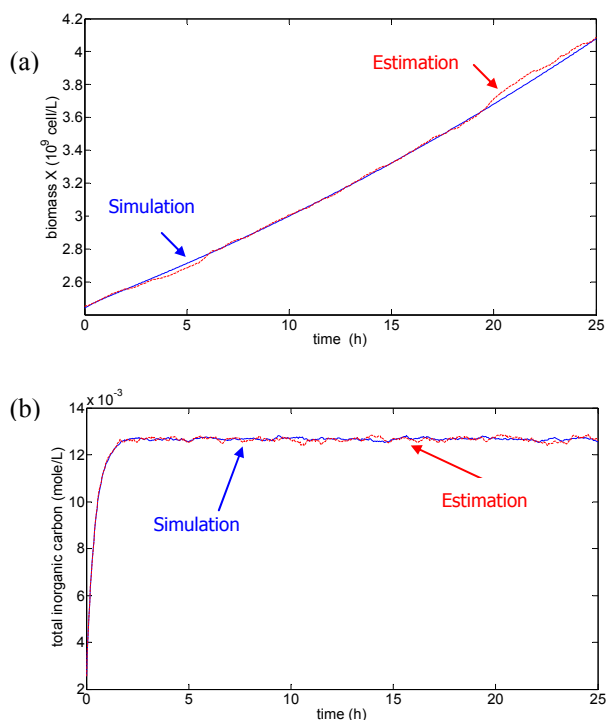 (a)
biomass X (10^9 cell/L)
4.2
4
3.8
3.6
3.4
3.2
3
2.8
2.6
Estimation
Simulation
0 5 10 15 20 25
time (h)
(b)
total inorganic carbon (mole/L)
x 10^-3
14
12
10
8
6
4
2
Simulation
Estimation
0 5 10 15 20 25
time (h)